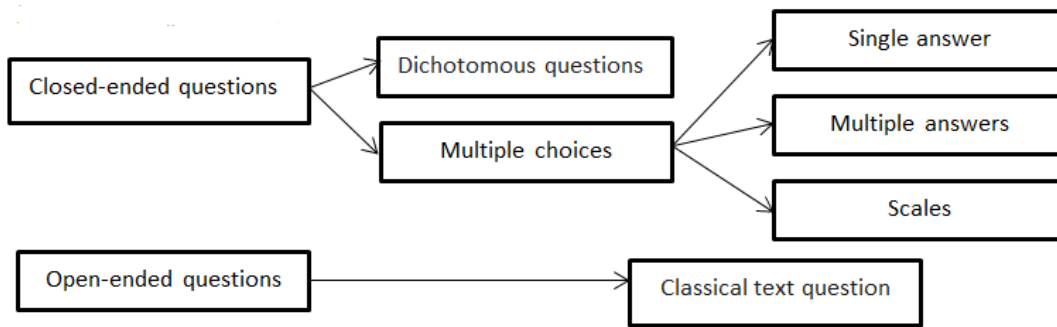 Single answer
Closed-ended questions
Dichotomous questions
Multiple choices
Multiple answers
Scales
Open-ended questions
Classical text question